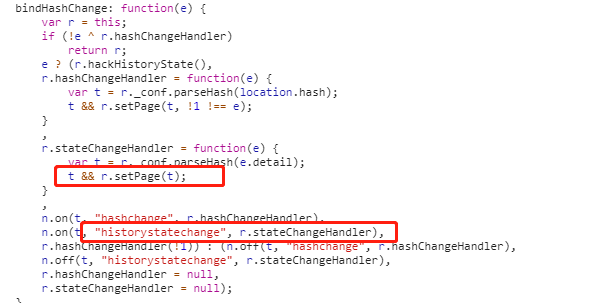 bindHashChange: function(e) {
var r = this;
if (!e ^ r.hashChangeHandler)
return r;
e ? (r.hackHistoryState(),
r.hashChangeHandler = function(e) {
var t = r._conf.parseHash(location.hash);
t && r.setPage(t, !1 !== e);
}
,
r.stateChangeHandler = function(e) {
var t = r._conf.parseHash(e.detail);
t && r.setPage(t);
}
,
n.on(t, "hashchange", r.hashChangeHandler),
n.on(t, "historystatechange", r.stateChangeHandler),
r.hashChangeHandler(!1)) : (n.off(t, "hashchange", r.hashChangeHandler),
n.off(t, "historystatechange", r.stateChangeHandler),
r.hashChangeHandler = null,
r.stateChangeHandler = null);